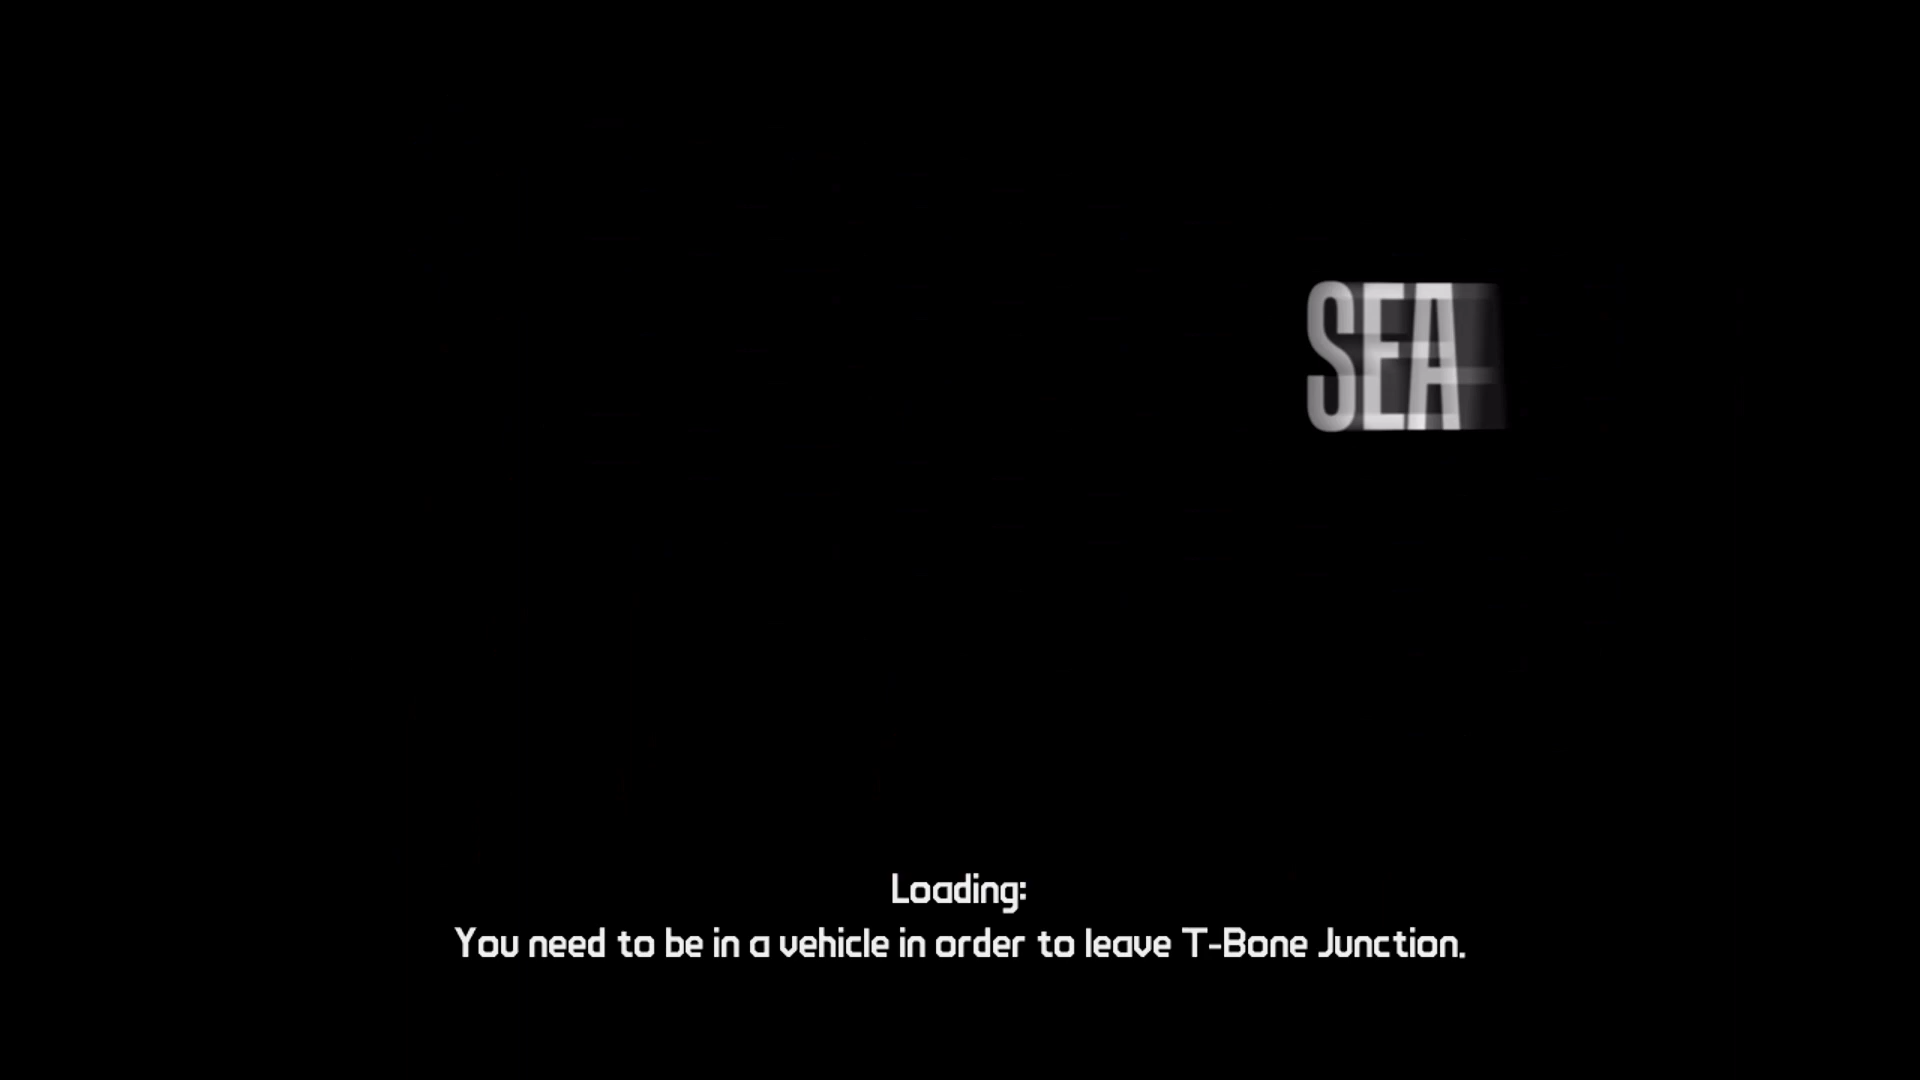 SEA
Loading:
You need to be in a vehicle in order to leave T-Bone Junction.